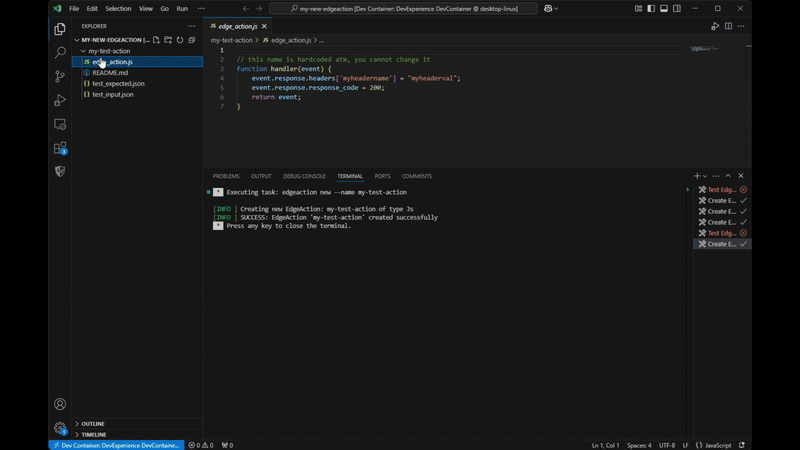 File Edit Selection View Go Run ···
my-new-edgeaction [Dev Container: DevExperience DevContainer @ desktop-linux]
EXPLORER
MY-NEW-EDGEACTION [...
my-test-action
JS edge_action.js
README.md
{} test_expected.json
{} test_input.json
OUTLINE
TIMELINE
JS edge_action.js ×
my-test-action > JS edge_action.js > ...
1
2 // this name is hardcoded atm, you cannot change it
3 function handler(event) {
4 event.response.headers['myheadername'] = "myheaderval";
5 event.response.response_code = 200;
6 return event;
7 }
PROBLEMS OUTPUT DEBUG CONSOLE TERMINAL PORTS COMMENTS
* Executing task: edgeaction new --name my-test-action
[INFO ] Creating new EdgeAction: my-test-action of type Js
[INFO ] SUCCESS: EdgeAction 'my-test-action' created successfully
* Press any key to close the terminal.
Test Edg...
Create E...
Create E...
Create E...
Test Edg...
Create E...
Dev Container: DevExperience DevContaine... 0 0 0 Ln 1, Col 1 Spaces: 4 UTF-8 LF {} JavaScript